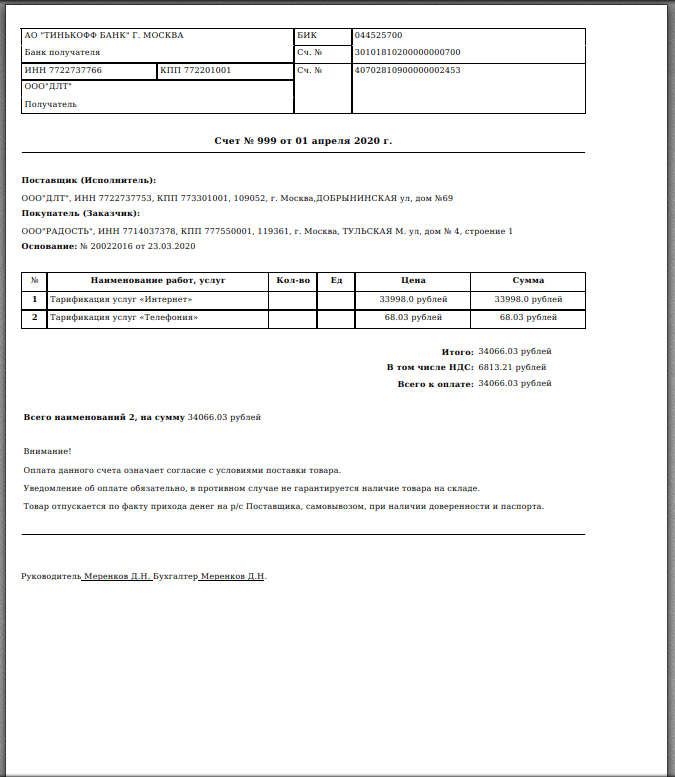 АО "ТИНЬКОФФ БАНК" Г. МОСКВА БИК 044525700
Банк получателя Сч. № 30101810200000000700
ИНН 7722737766 КПП 772201001 Сч. № 40702810900000002453
ООО"ДЛТ"
Получатель
Счет № 999 от 01 апреля 2020 г.
Поставщик (Исполнитель):
ООО"ДЛТ", ИНН 7722737753, КПП 773301001, 109052, г. Москва,ДОБРЫНИНСКАЯ ул, дом №69
Покупатель (Заказчик):
ООО"РАДОСТЬ", ИНН 7714037378, КПП 777550001, 119361, г. Москва, ТУЛЬСКАЯ М. ул, дом № 4, строение 1
Основание: № 20022016 от 23.03.2020
№ Наименование работ, услуг Кол-во Ед Цена Сумма
1 Тарификация услуг «Интернет» 33998.0 рублей 33998.0 рублей
2 Тарификация услуг «Телефония» 68.03 рублей 68.03 рублей
Итого: 34066.03 рублей
В том числе НДС: 6813.21 рублей
Всего к оплате: 34066.03 рублей
Всего наименований 2, на сумму 34066.03 рублей
Внимание!
Оплата данного счета означает согласие с условиями поставки товара.
Уведомление об оплате обязательно, в противном случае не гарантируется наличие товара на складе.
Товар отпускается по факту прихода денег на р/с Поставщика, самовывозом, при наличии доверенности и паспорта.
Руководитель Меренков Д.Н. Бухгалтер Меренков Д.Н.